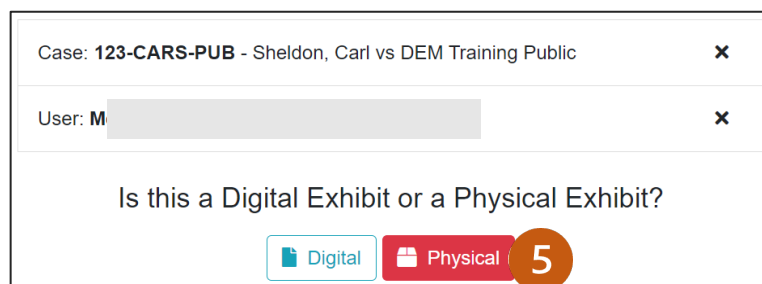 Case: 123-CARS-PUB - Sheldon, Carl vs DEM Training Public
User:
Is this a Digital Exhibit or a Physical Exhibit?
Digital Physical 5